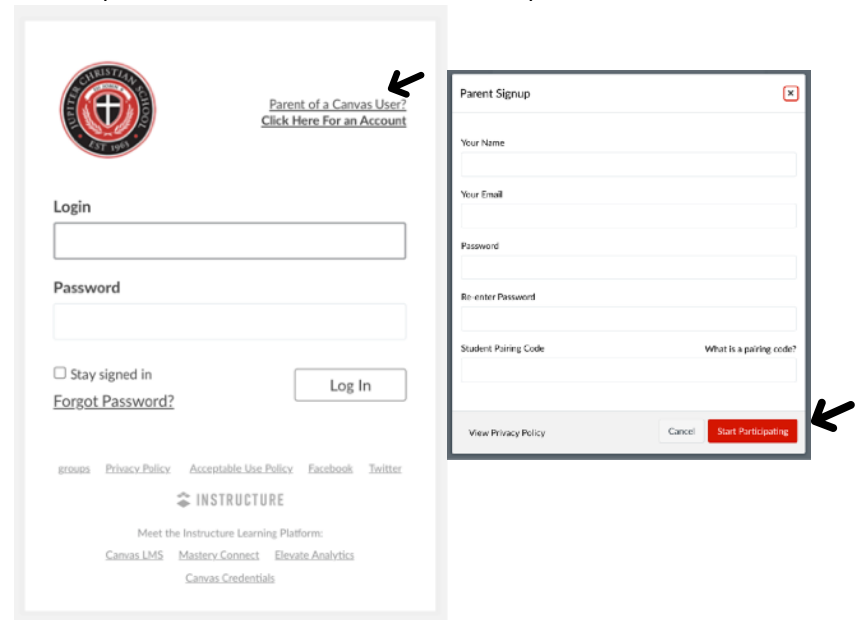 JUPITER CHRISTIAN SCHOOL
EST 1963
Parent of a Canvas User?
Click Here For an Account
Login
Password
Stay signed in
Log In
Forgot Password?
groups Privacy Policy Acceptable Use Policy Facebook Twitter
INSTRUCTURE
Meet the Instructure Learning Platform:
Canvas LMS Mastery Connect Elevate Analytics
Canvas Credentials
Parent Signup
Your Name
Your Email
Password
Re-enter Password
Student Pairing Code What is a pairing code?
View Privacy Policy Cancel Start Participating